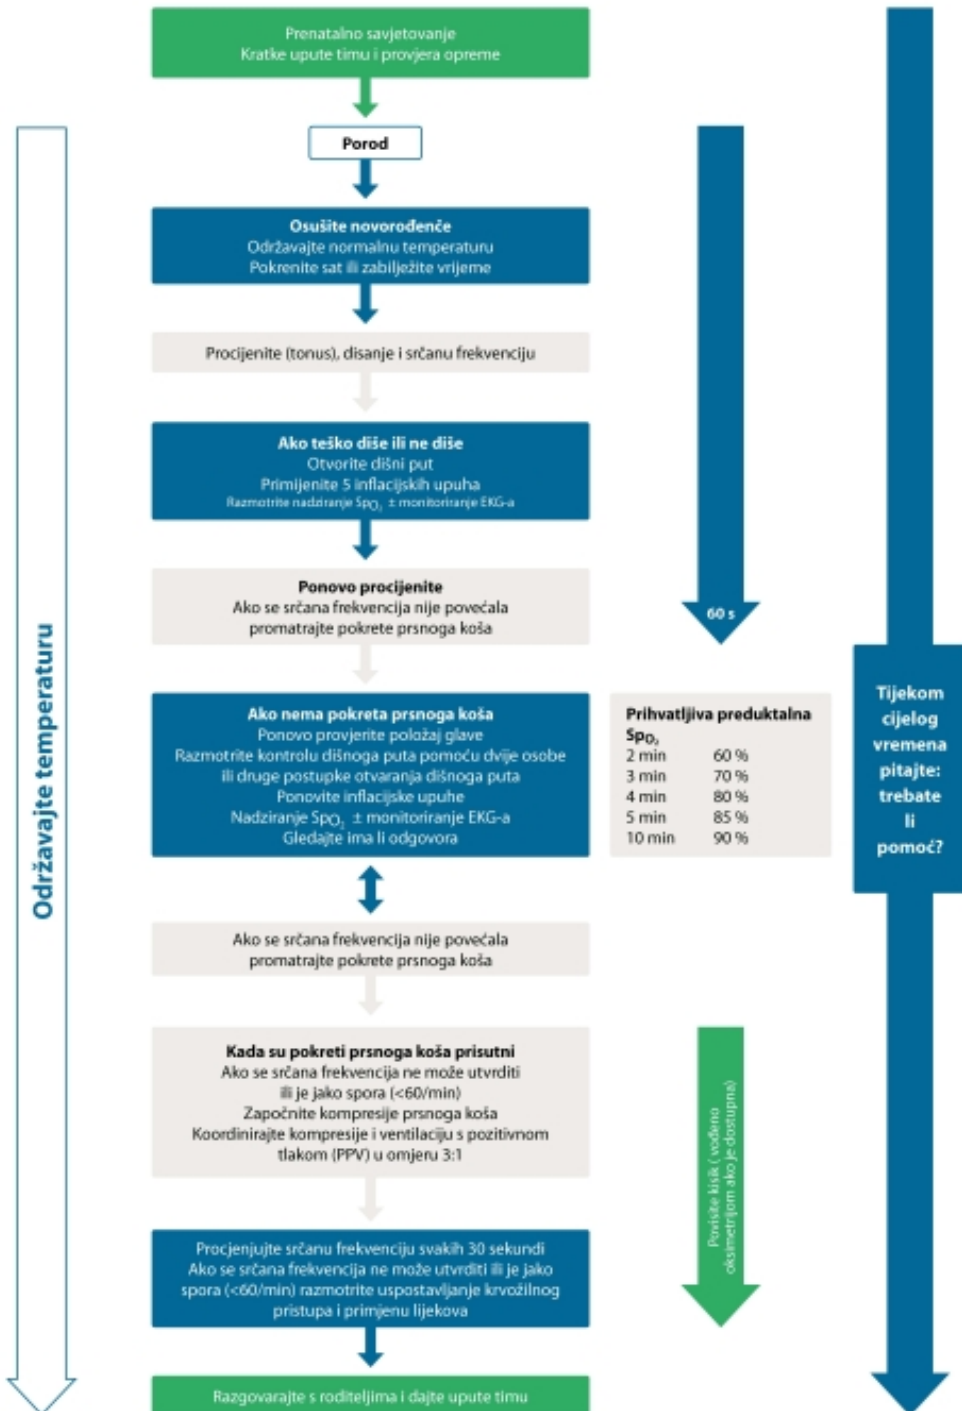 Prenatalno savjetovanje
Kratke upute timu i provjera opreme
Porod
Osušite novorođenče
Održavajte normalnu temperaturu
Pokrenite sat ili zabilježite vrijeme
Procijenite (tonus), disanje i srčanu frekvenciju
Ako teško diše ili ne diše
Otvorite dišni put
Primijenite 5 inflacijskih upuha
Razmotrite nadziranje SpO₂ ± monitoriranje EKG-a
Ponovo procijenite
Ako se srčana frekvencija nije povećala
promatrajte pokrete prsnoga koša
60 s
Ako nema pokreta prsnoga koša
Ponovo provjerite položaj glave
Razmotrite kontrolu dišnoga puta pomoću dvije osobe
ili druge postupke otvaranja dišnoga puta
Ponovite inflacijske upuhe
Nadziranje SpO₂ ± monitoriranje EKG-a
Gledajte ima li odgovora
Prihvatljiva preduktalna
SpO₂
2 min 60 %
3 min 70 %
4 min 80 %
5 min 85 %
10 min 90 %
Tijekom
cijelog
vremena
pitajte:
trebate
li
pomoć?
Održavajte temperaturu
Ako se srčana frekvencija nije povećala
promatrajte pokrete prsnoga koša
Kada su pokreti prsnoga koša prisutni
Ako se srčana frekvencija ne može utvrditi
ili je jako spora (<60/min)
Započnite kompresije prsnoga koša
Koordinirajte kompresije i ventilaciju s pozitivnom
tlakom (PPV) u omjeru 3:1
Povisite kisik ( vođeno
oksimetrijom ako je dostupna)
Procjenjujte srčanu frekvenciju svakih 30 sekundi
Ako se srčana frekvencija ne može utvrditi ili je jako
spora (<60/min) razmotrite uspostavljanje krvožilnog
pristupa i primjenu lijekova
Razgovarajte s roditeljima i dajte upute timu